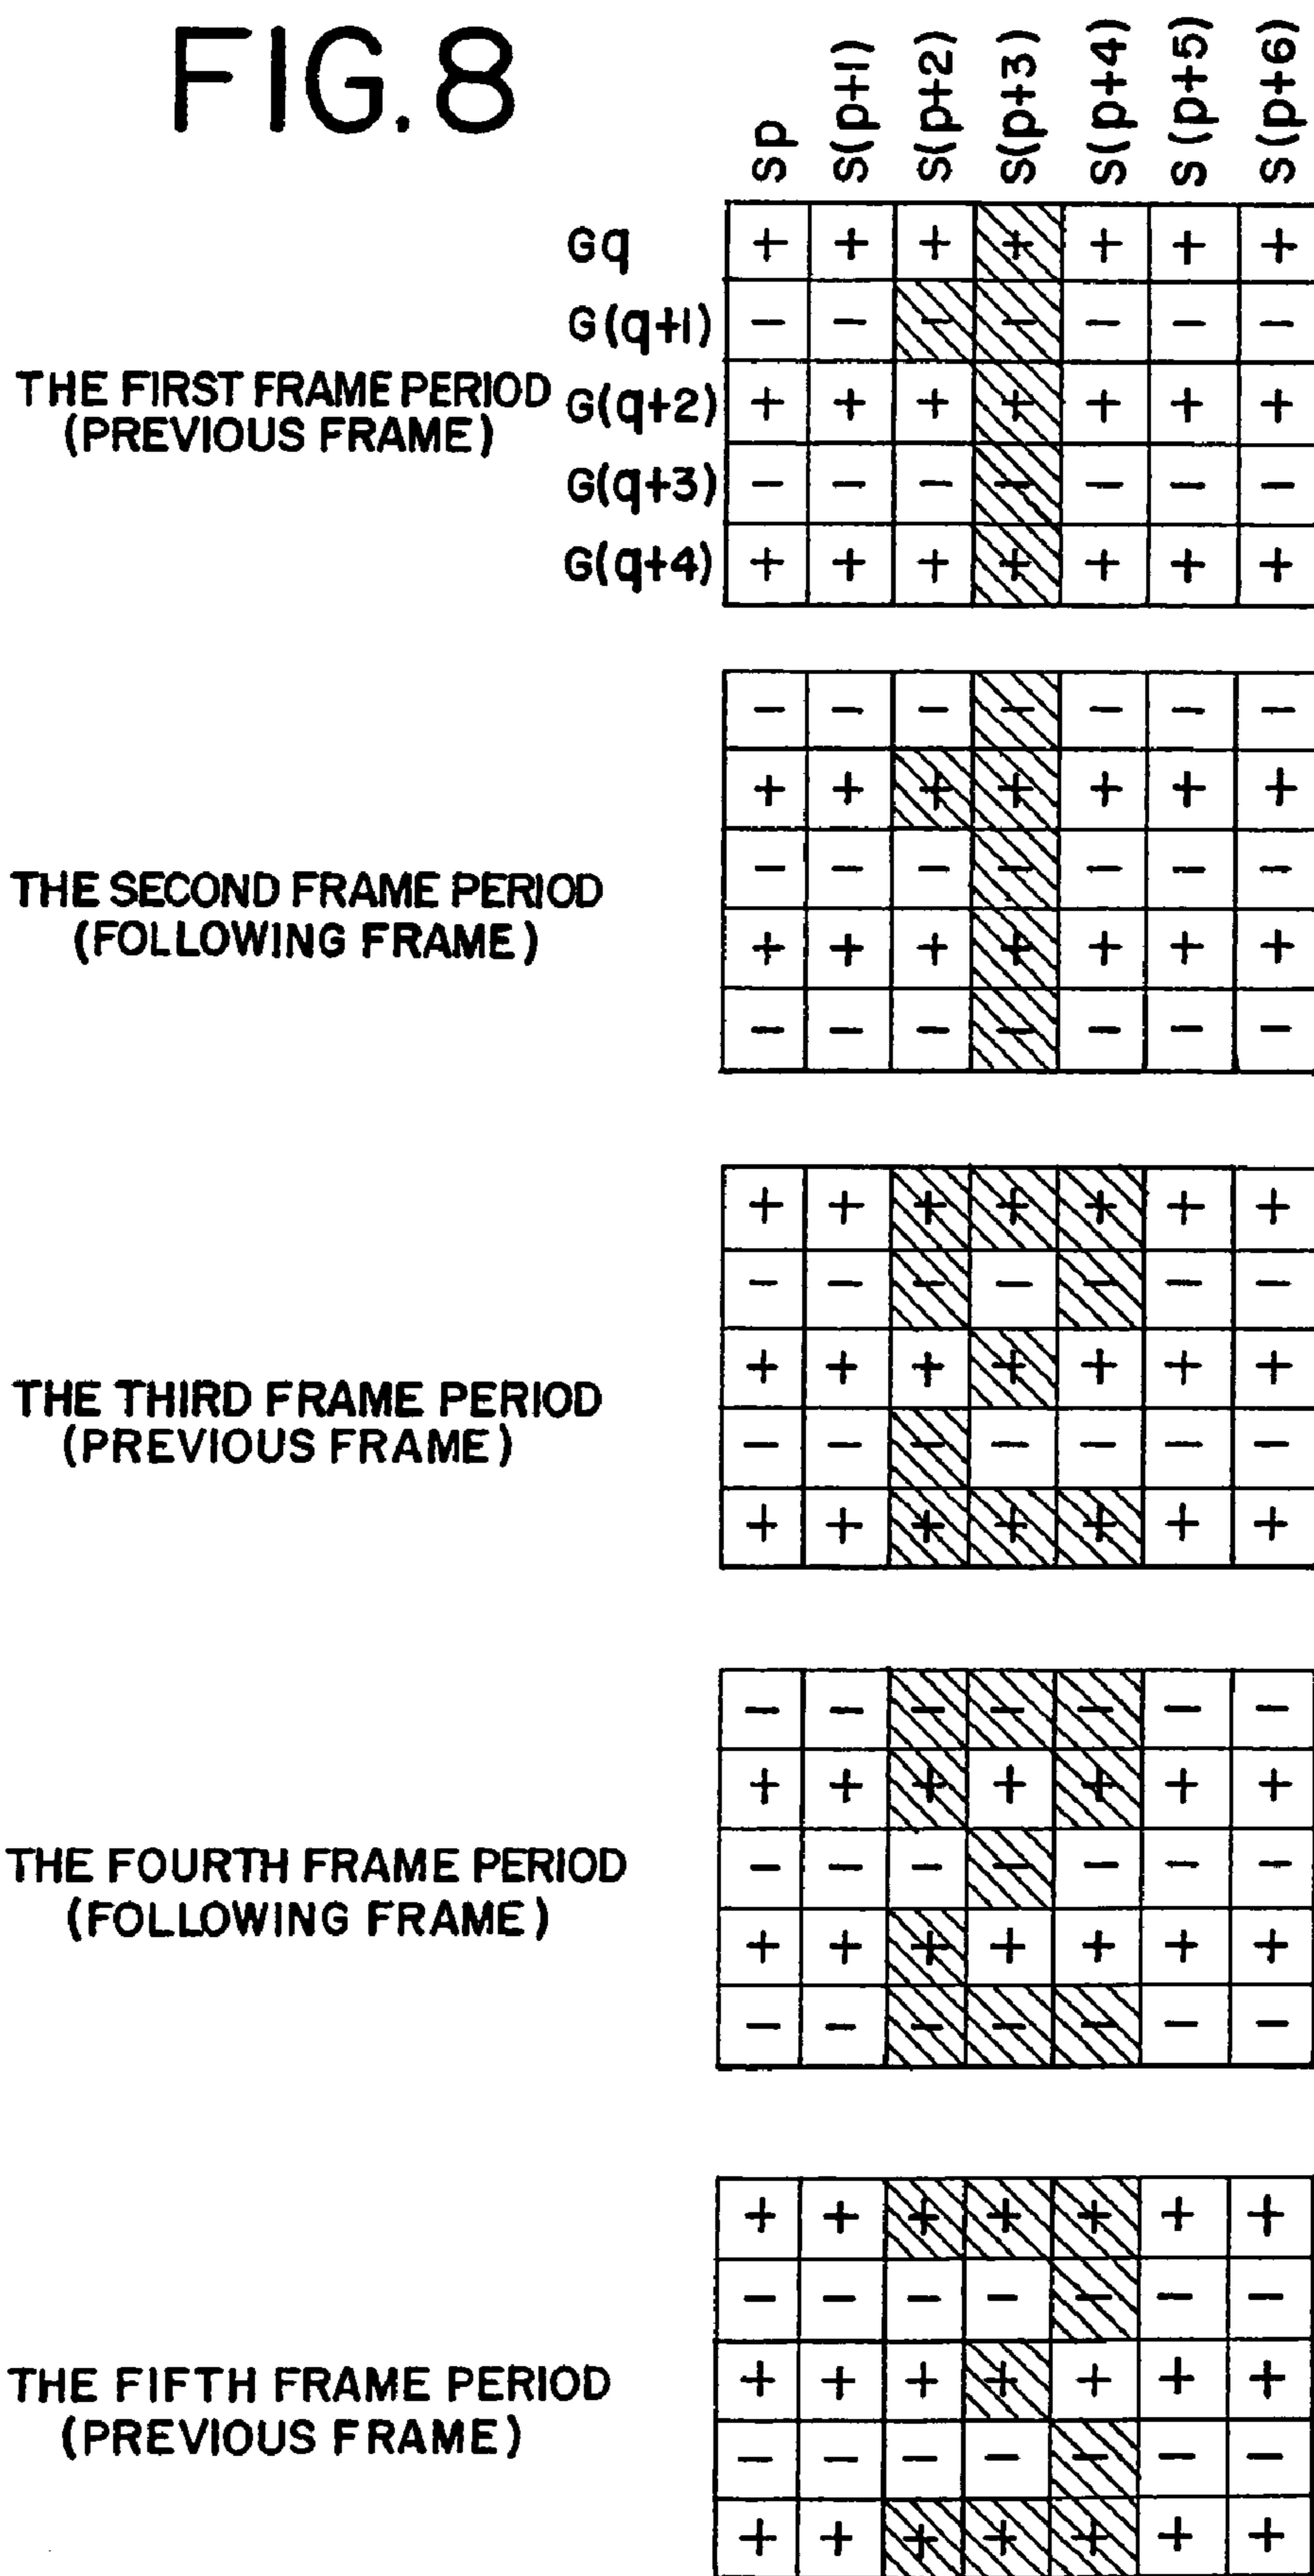 FIG.8
Sp S(p+1) S(p+2) S(p+3) S(p+4) S(p+5) S(p+6)
Gq + + + + + + +
G(q+1) − − − − − − −
THE FIRST FRAME PERIOD
(PREVIOUS FRAME)
G(q+2) + + + + + + +
G(q+3) − − − − − − −
G(q+4) + + + + + + +
− − − − − − −
+ + + + + + +
THE SECOND FRAME PERIOD
(FOLLOWING FRAME)
− − − − − − −
+ + + + + + +
− − − − − − −
+ + + + + + +
− − − − − − −
THE THIRD FRAME PERIOD
(PREVIOUS FRAME)
+ + + + + + +
− − − − − − −
+ + + + + + +
− − − − − − −
+ + + + + + +
THE FOURTH FRAME PERIOD
(FOLLOWING FRAME)
− − − − − − −
+ + + + + + +
− − − − − − −
+ + + + + + +
− − − − − − −
THE FIFTH FRAME PERIOD
(PREVIOUS FRAME)
+ + + + + + +
− − − − − − −
+ + + + + + +